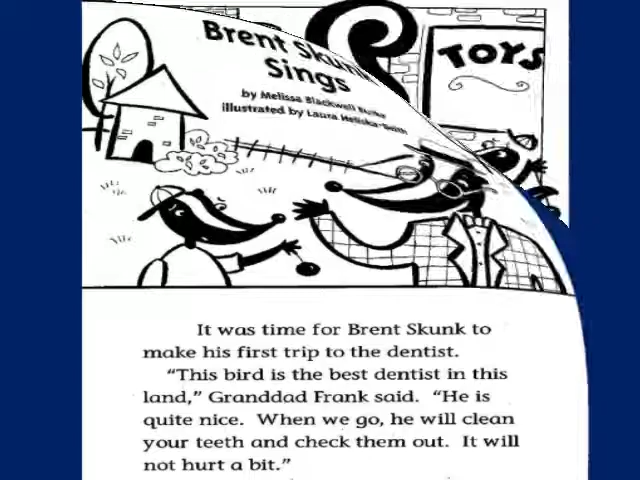 Brent Skunk
Sings
by Melissa Blackwell
illustrated by Laura
TOYS
It was time for Brent Skunk to
make his first trip to the dentist.
“This bird is the best dentist in this
land,” Granddad Frank said. “He is
quite nice. When we go, he will clean
your teeth and check them out. It will
not hurt a bit.”